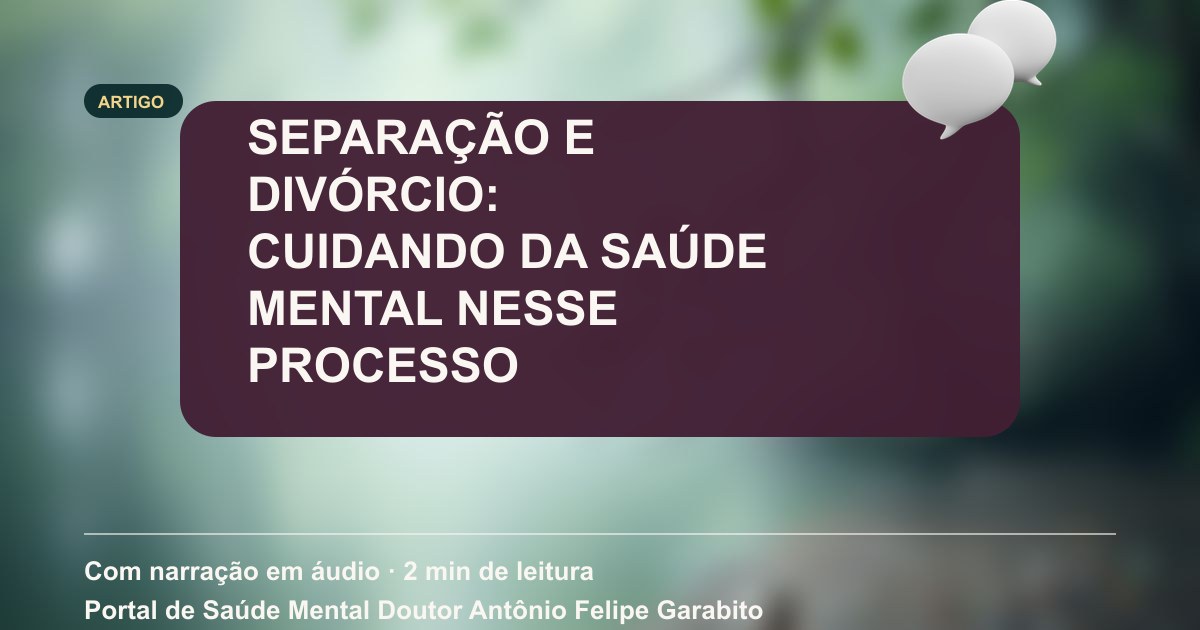 ARTIGO
SEPARAÇÃO E
DIVÓRCIO:
CUIDANDO DA SAÚDE
MENTAL NESSE
PROCESSO
Com narração em áudio · 2 min de leitura
Portal de Saúde Mental Doutor Antônio Felipe Garabito